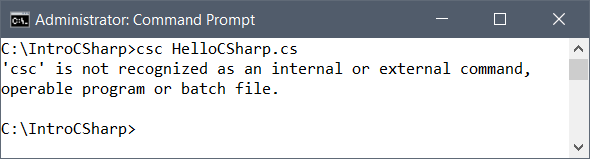 Administrator: Command Prompt
C:\IntroCSharp>csc HelloCSharp.cs
'csc' is not recognized as an internal or external command,
operable program or batch file.
C:\IntroCSharp>